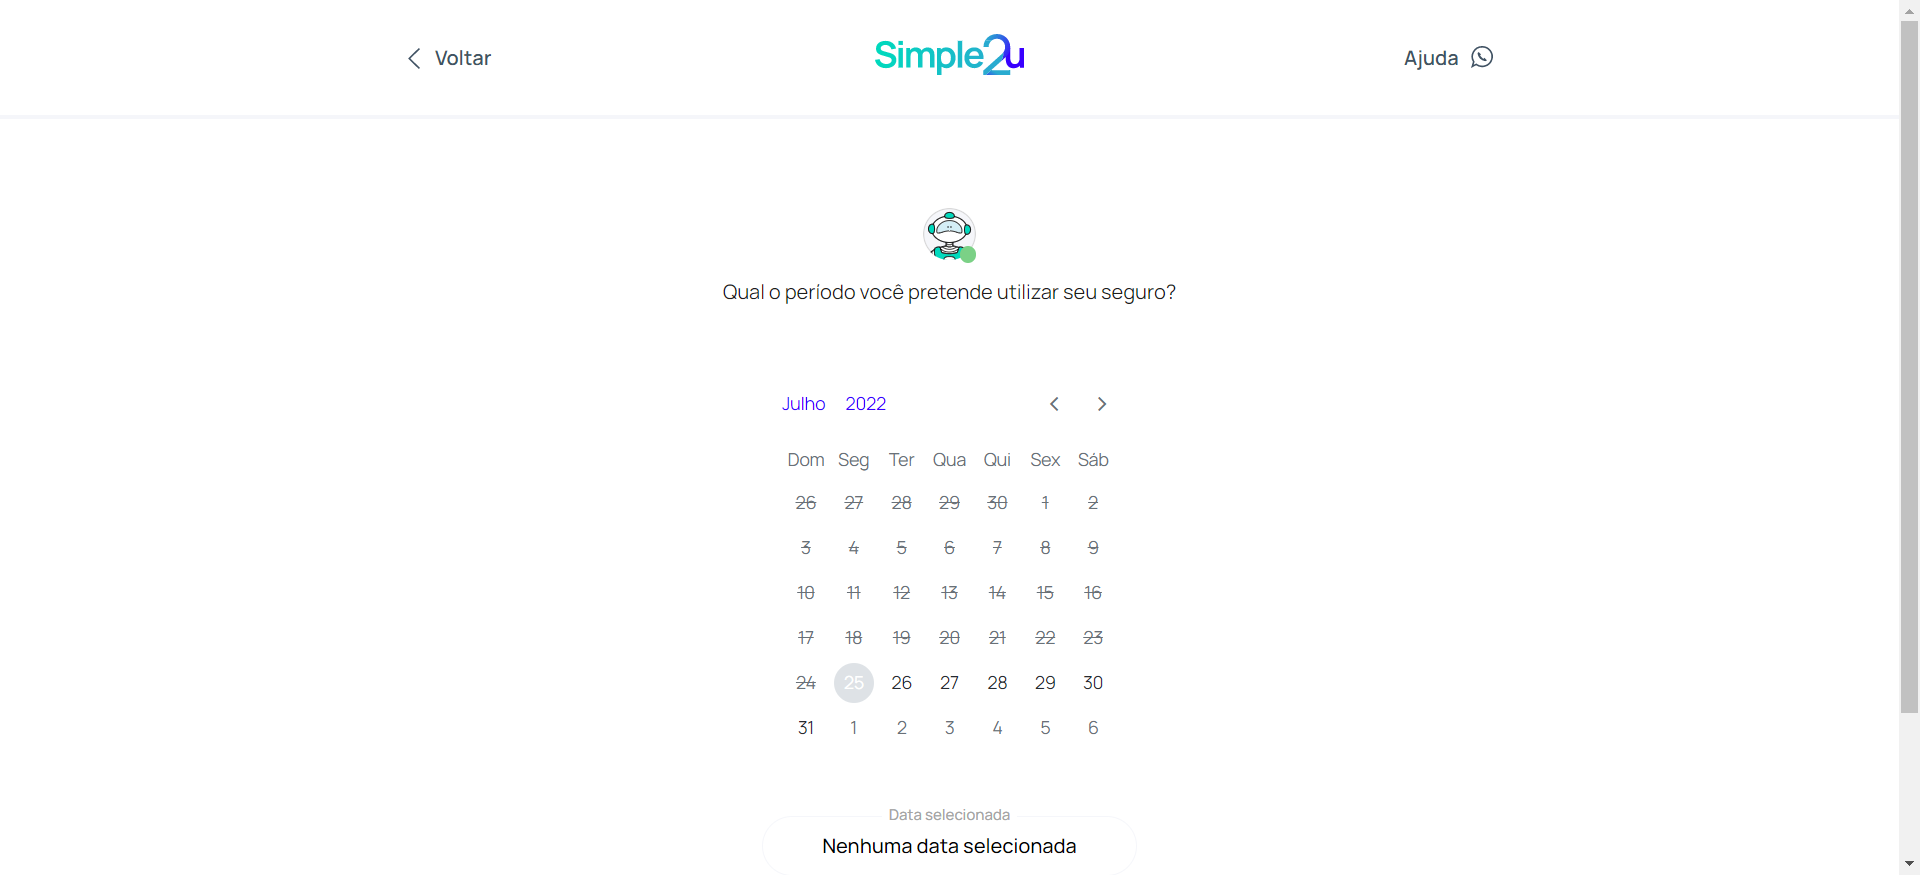 Voltar
Simple2u
Ajuda
Qual o período você pretende utilizar seu seguro?
Julho 2022
Dom Seg Ter Qua Qui Sex Sáb
26 27 28 29 30 1 2
3 4 5 6 7 8 9
10 11 12 13 14 15 16
17 18 19 20 21 22 23
24 25 26 27 28 29 30
31 1 2 3 4 5 6
Data selecionada
Nenhuma data selecionada